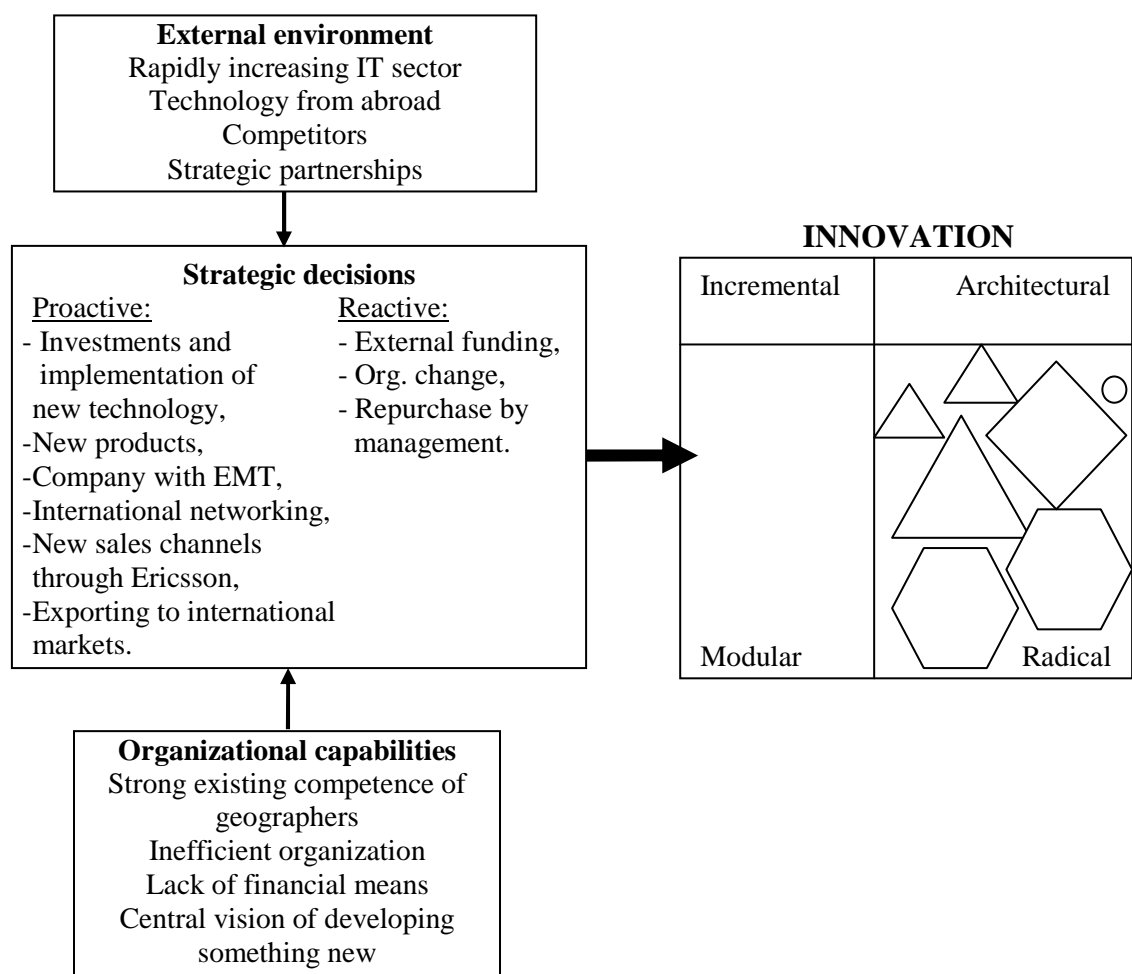 External environment
Rapidly increasing IT sector
Technology from abroad
Competitors
Strategic partnerships
Strategic decisions
Proactive:
- Investments and
implementation of
new technology,
-New products,
-Company with EMT,
-International networking,
-New sales channels
through Ericsson,
-Exporting to international
markets.
Reactive:
- External funding,
- Org. change,
- Repurchase by
management.
Organizational capabilities
Strong existing competence of
geographers
Inefficient organization
Lack of financial means
Central vision of developing
something new
INNOVATION
Incremental
Architectural
Modular
Radical